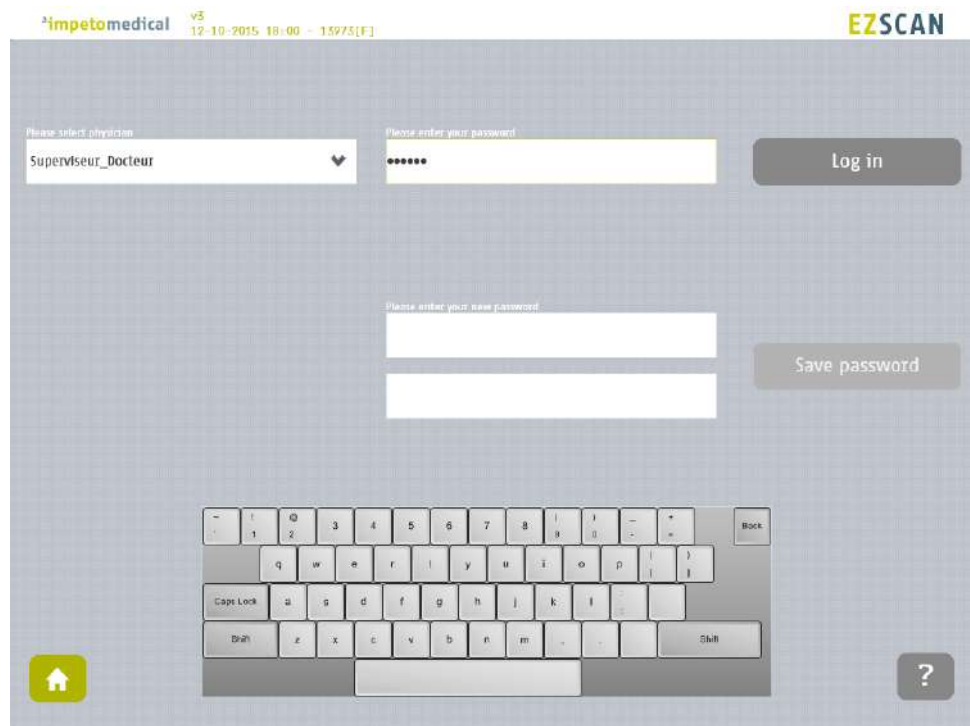 impetomedical
v3
12-10-2015 18:00 - 13973[F]
EZSCAN
Please select physician
Please enter your password
Superviseur_Docteur
••••••
Log in
Please enter your new password
Save password
1 2 3 4 5 6 7 8 9 0 - = Back
q w e r y u i o p
Caps Lock a s d f g h j k l
Shift z x c v b n m Shift
?